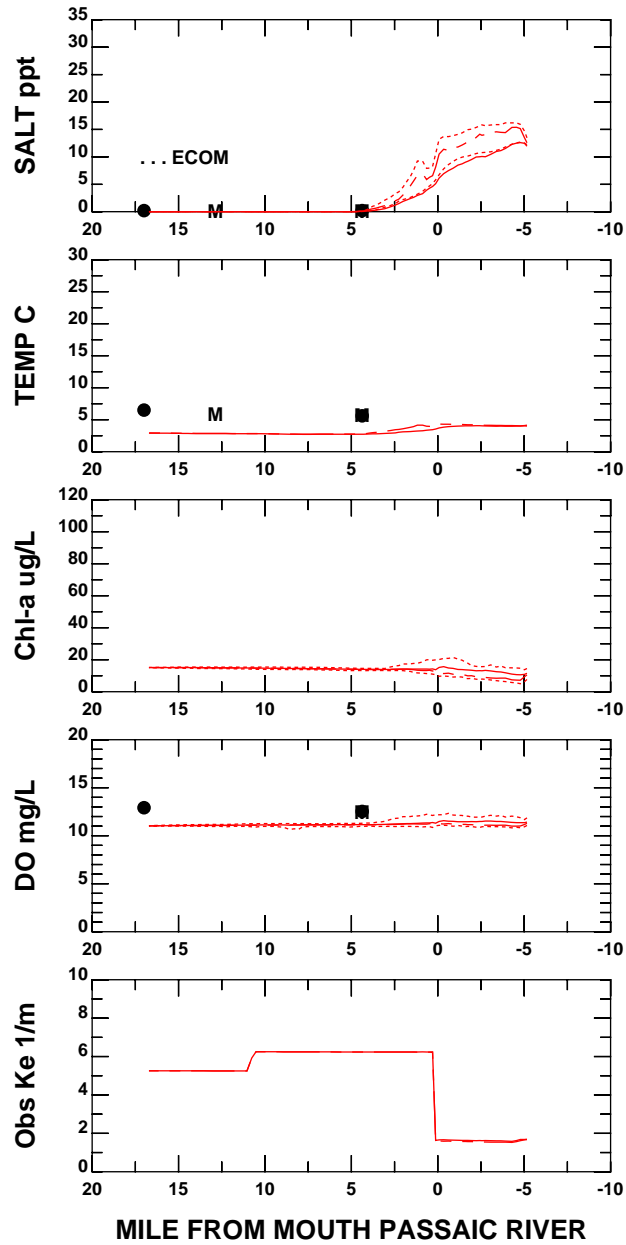 SALT ppt
35
30
25
20
15
10
5
0
. . . ECOM
M
M
20 15 10 5 0 -5 -10
TEMP C
30
25
20
15
10
5
0
M
M
20 15 10 5 0 -5 -10
Chl-a ug/L
120
100
80
60
40
20
0
20 15 10 5 0 -5 -10
DO mg/L
20
15
10
5
0
M
20 15 10 5 0 -5 -10
Obs Ke 1/m
10
8
6
4
2
0
20 15 10 5 0 -5 -10
MILE FROM MOUTH PASSAIC RIVER